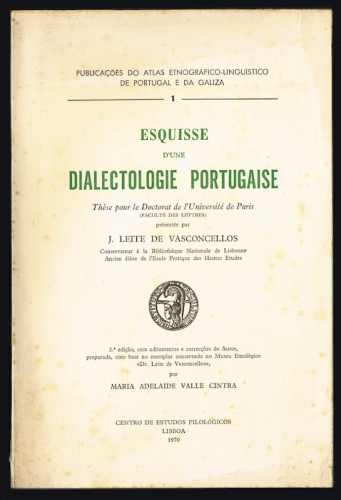 PUBLICAÇÕES DO ATLAS ETNOGRAFICO-LINGUISTICO
DE PORTUGAL E DA GALIZA
1
ESQUISSE
D'UNE
DIALECTOLOGIE PORTUGAISE
Thèse pour le Doctorat de l'Université de Paris
(FACULTE DES LETTRES)
présentée par
J. LEITE DE VASCONCELLOS
Conservateur à la Bibliothèque Nationale de Lisbonne
Ancien élève de l'Ecole Pratique des Hautes Etudes
2.ª edição, com aditamentos e correcções do Autor,
preparada, com base no exemplar conservado no Museu Etnológico
«Dr. Leite de Vasconcellos»,
por
MARIA ADELAIDE VALLE CINTRA
CENTRO DE ESTUDOS FILOLÓGICOS
LISBOA
1970